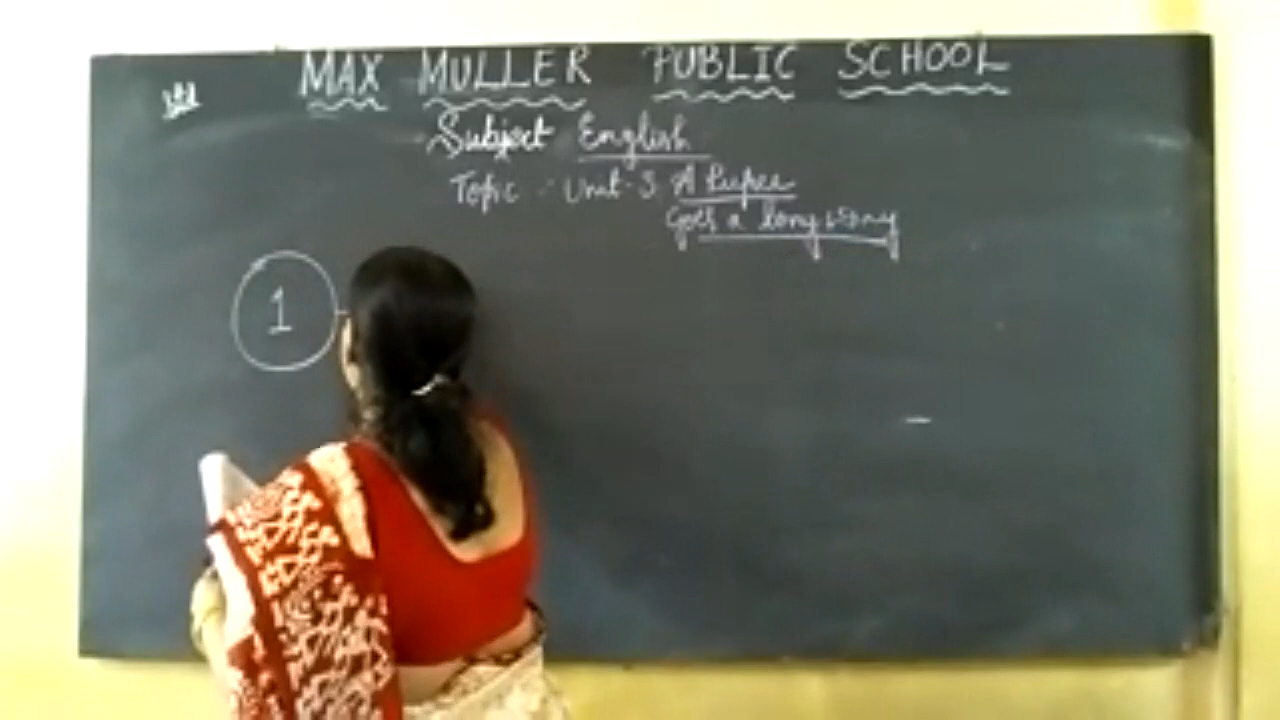 MAX MULLER PUBLIC SCHOOL
Subject English
Topic :- Unit-3. A Rupee
Goes a long way
1